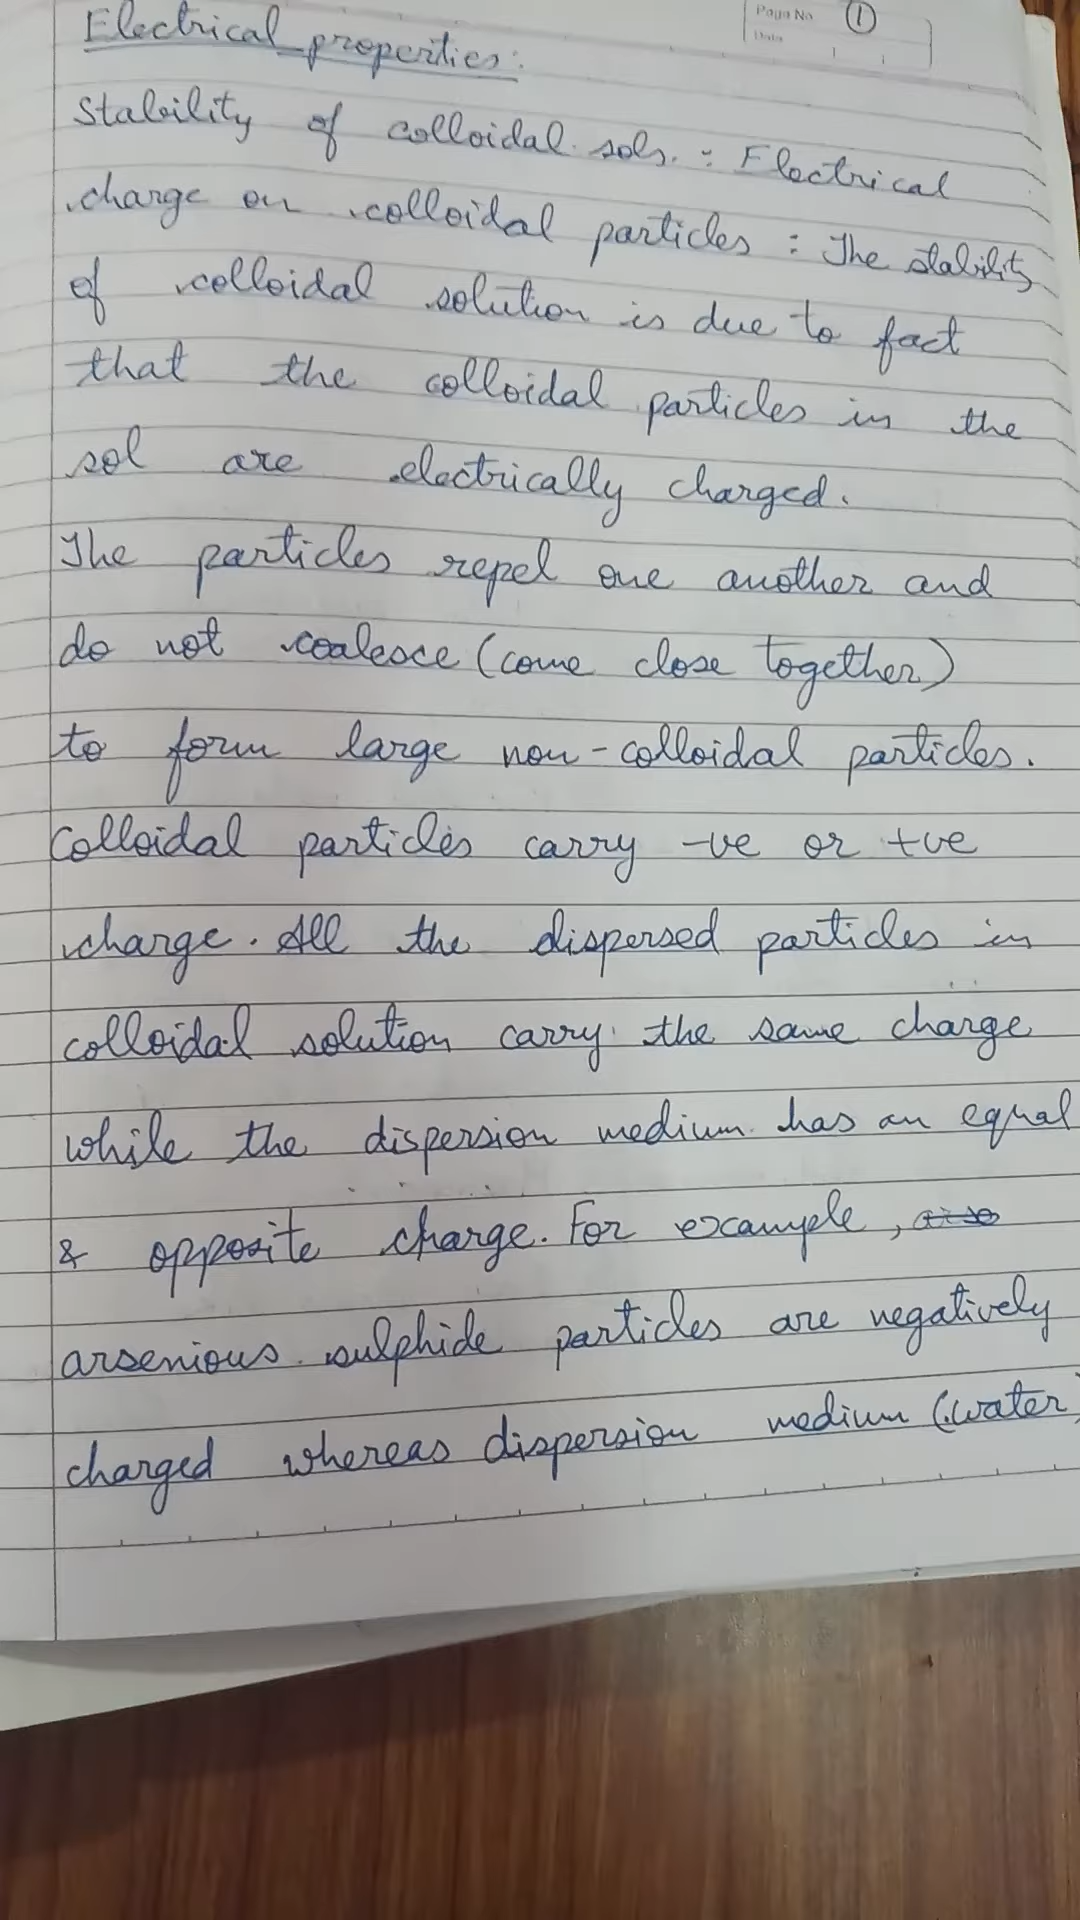 Page No ①
Date
Electrical properties:
Stability of colloidal sols. : Electrical
charge on colloidal particles : The stability
of colloidal solution is due to fact
that the colloidal particles in the
sol are electrically charged.
The particles repel one another and
do not coalesce (come close together)
to form large non-colloidal particles.
Colloidal particles carry -ve or +ve
charge. All the dispersed particles in
colloidal solution carry the same charge
while the dispersion medium has an equal
& opposite charge. For example,
arsenious sulphide particles are negatively
charged whereas dispersion medium (water)